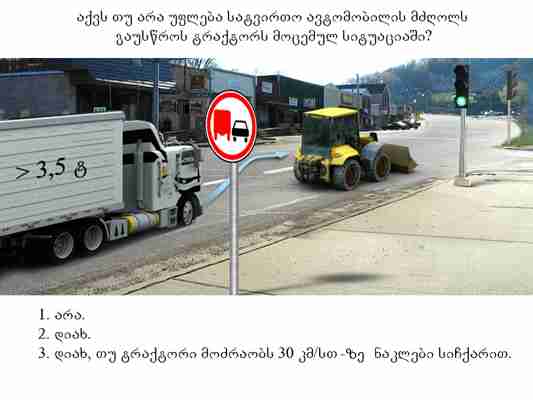 აქვს თუ არა უფლება სატვირთო ავტომობილის მძღოლს
გაუსწროს ტრაქტორს მოცემულ სიტუაციაში?
> 3,5 ტ
1. არა.
2. დიახ.
3. დიახ, თუ ტრაქტორი მოძრაობს 30 კმ/სთ -ზე ნაკლები სიჩქარით.